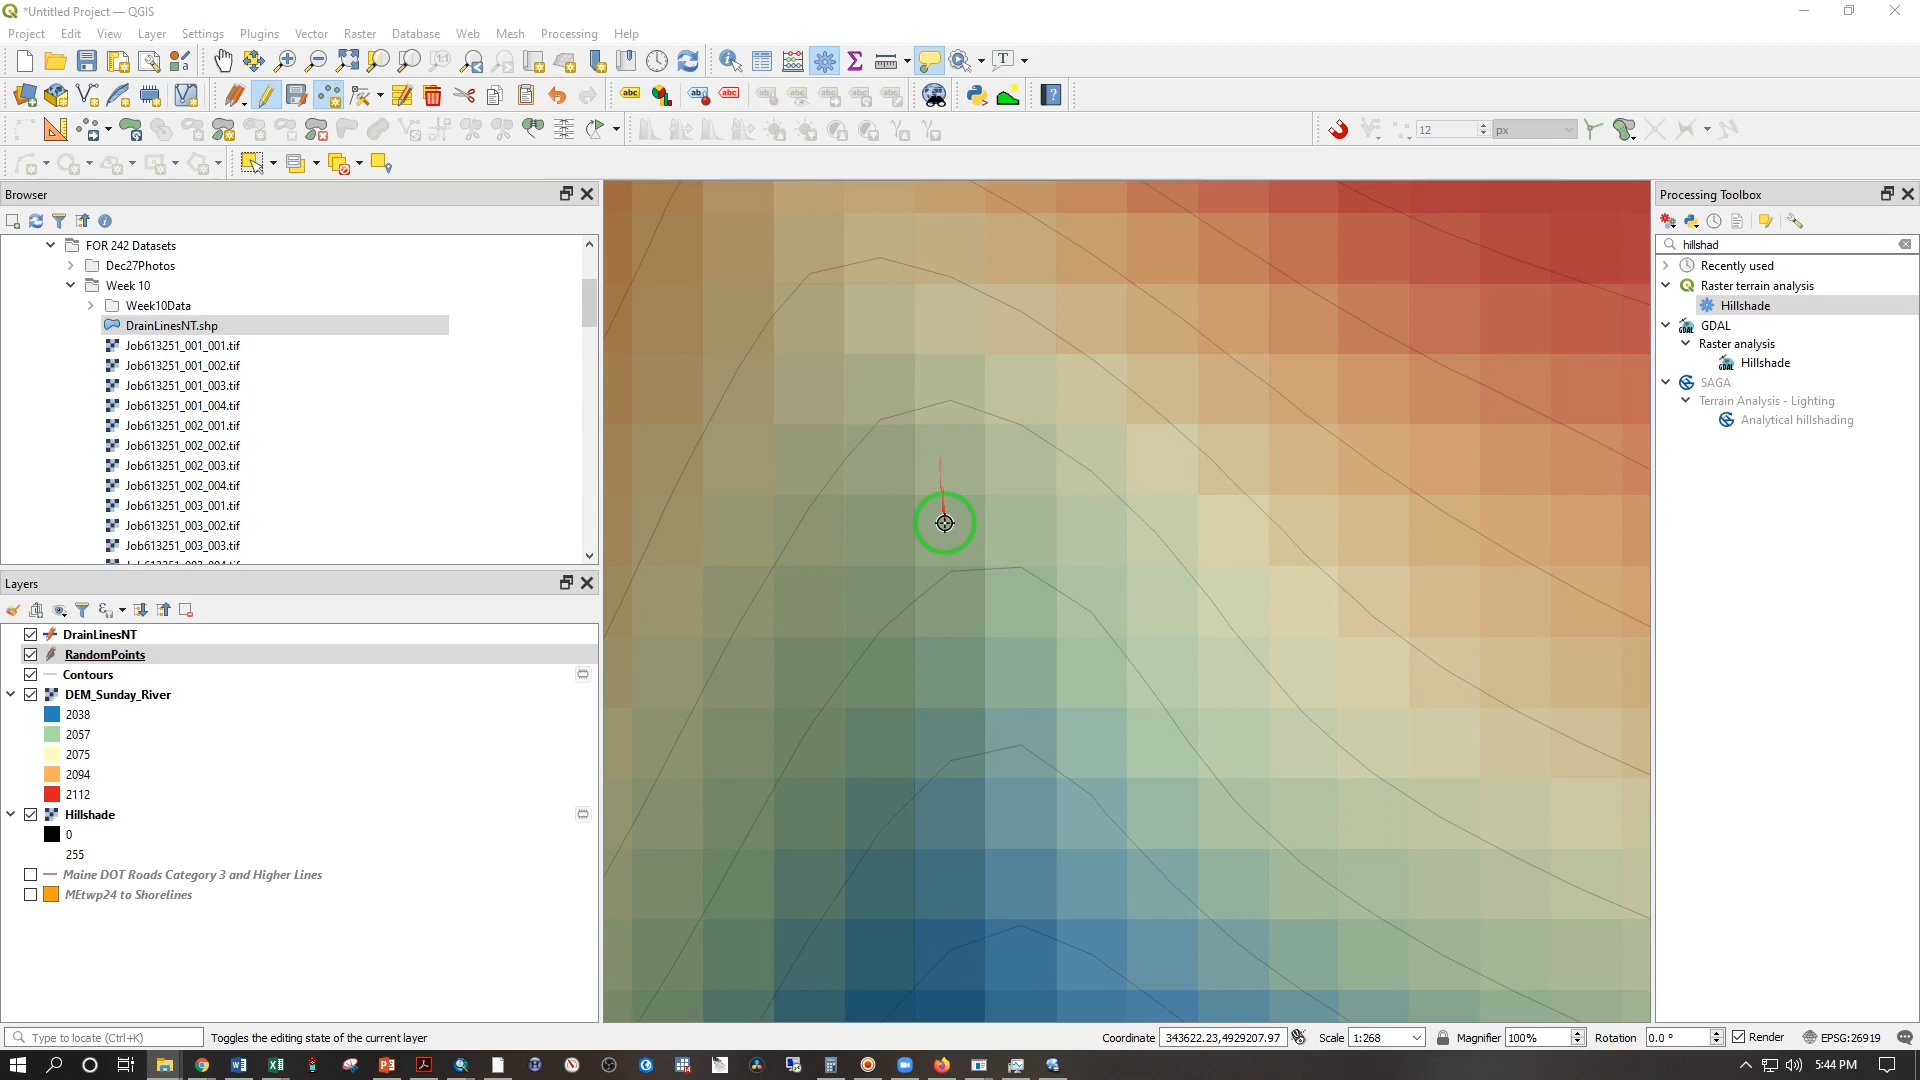 *Untitled Project — QGIS
Project Edit View Layer Settings Plugins Vector Raster Database Web Mesh Processing Help
12 px
Browser
FOR 242 Datasets
Dec27Photos
Week 10
Week10Data
DrainLinesNT.shp
Job613251_001_001.tif
Job613251_001_002.tif
Job613251_001_003.tif
Job613251_001_004.tif
Job613251_002_001.tif
Job613251_002_002.tif
Job613251_002_003.tif
Job613251_002_004.tif
Job613251_003_001.tif
Job613251_003_002.tif
Job613251_003_003.tif
Layers
DrainLinesNT
RandomPoints
Contours
DEM_Sunday_River
2038
2057
2075
2094
2112
Hillshade
0
255
Maine DOT Roads Category 3 and Higher Lines
MEtwp24 to Shorelines
Processing Toolbox
hillshad
Recently used
Raster terrain analysis
Hillshade
GDAL
Raster analysis
Hillshade
SAGA
Terrain Analysis - Lighting
Analytical hillshading
Type to locate (Ctrl+K) Toggles the editing state of the current layer Coordinate 343622.23,4929207.97 Scale 1:268 Magnifier 100% Rotation 0.0 ° Render EPSG:26919
5:44 PM